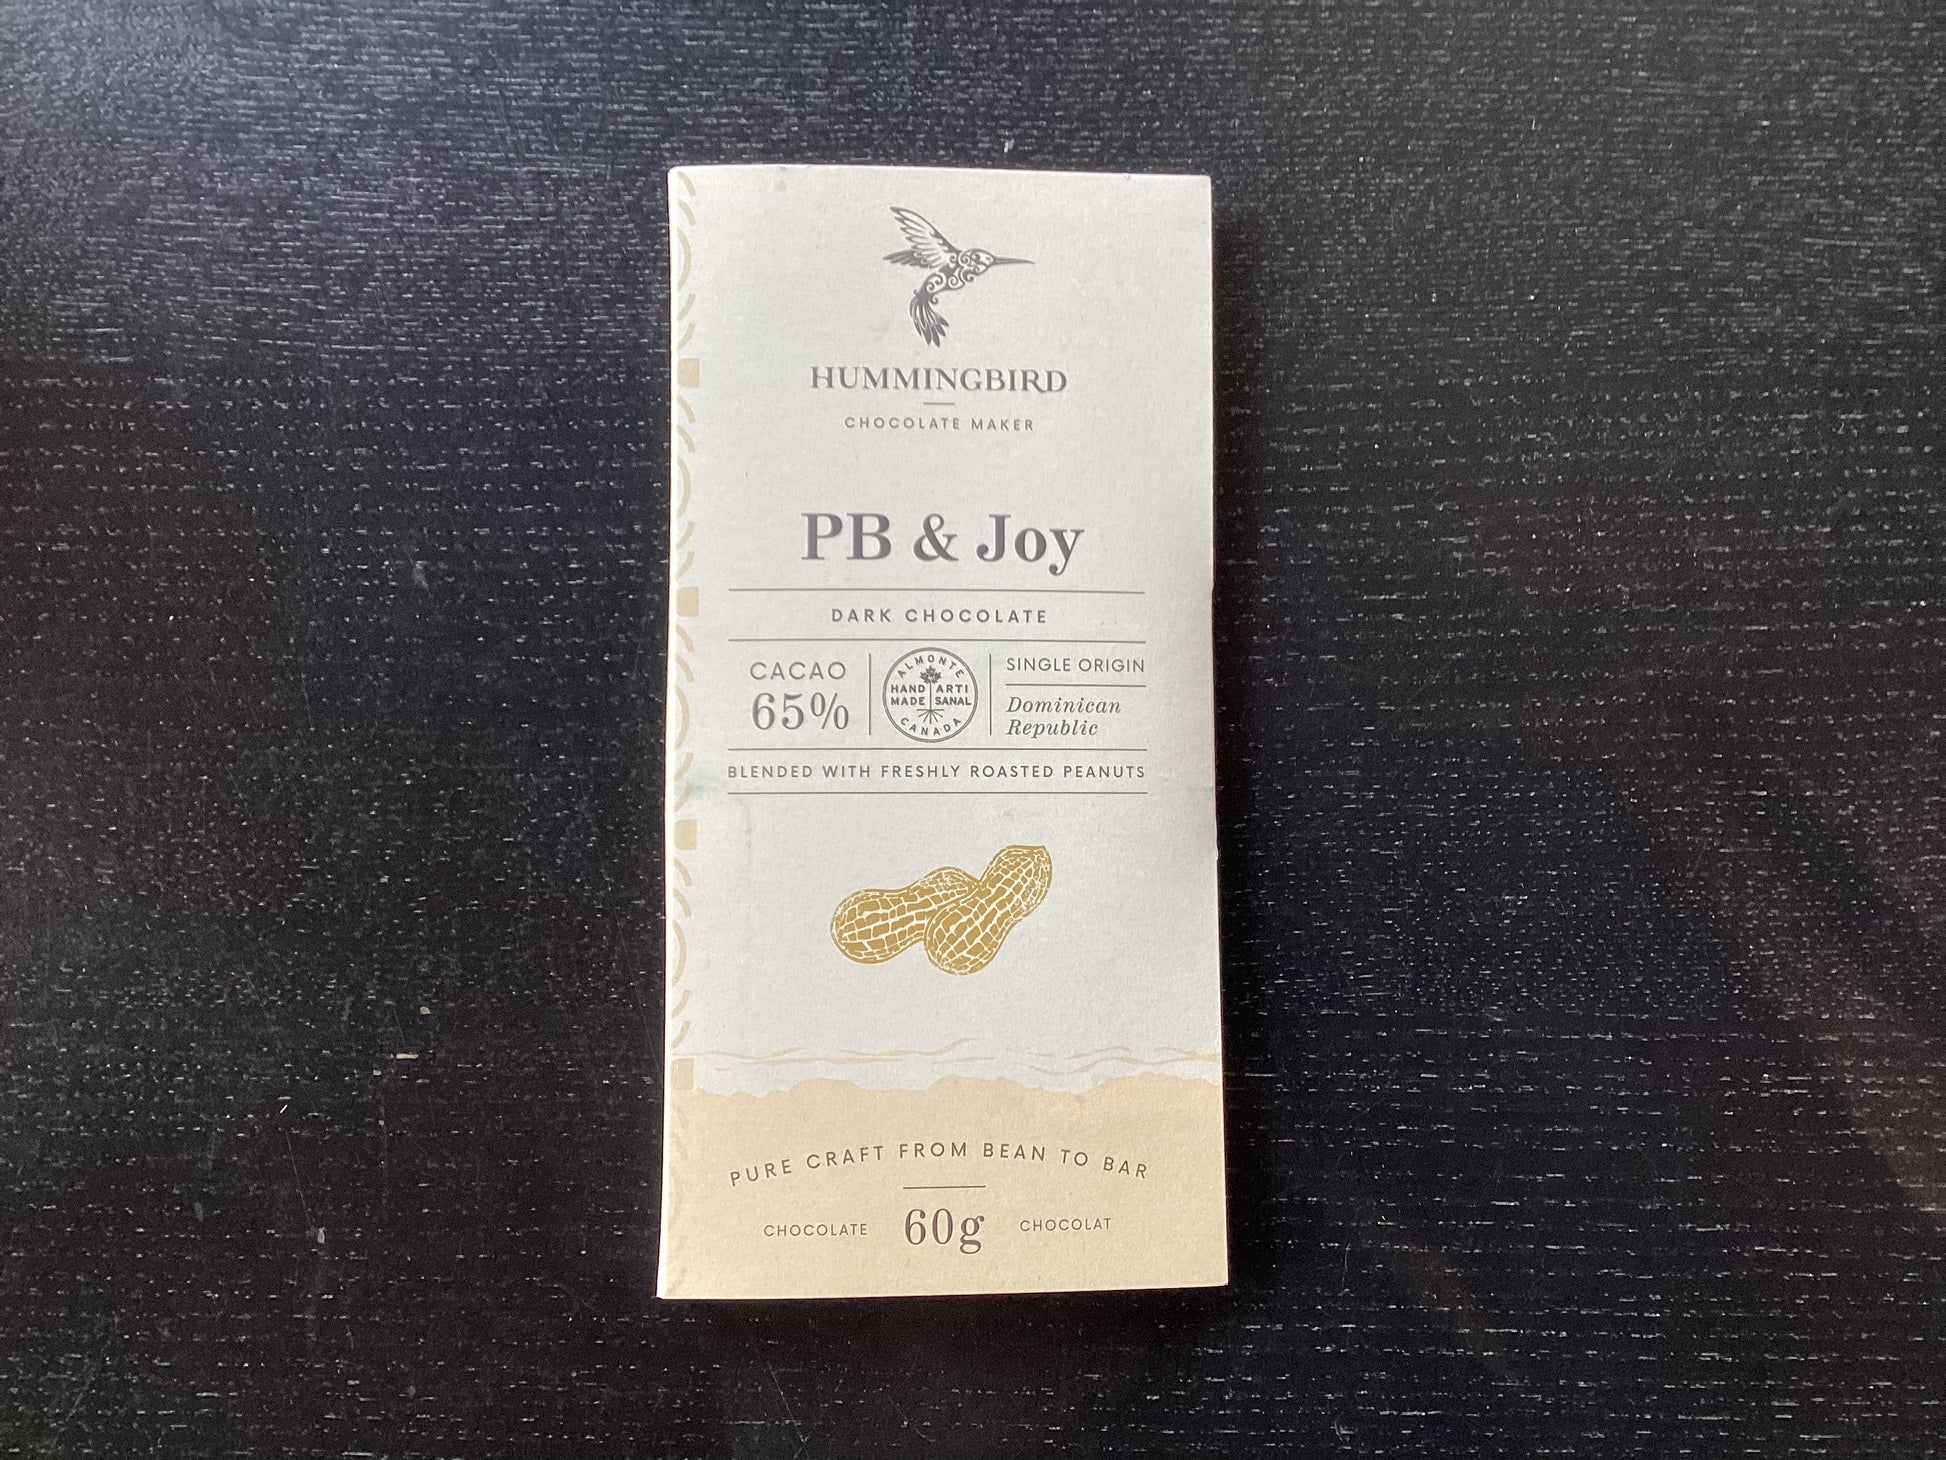 HUMMINGBIRD
CHOCOLATE MAKER
PB & Joy
DARK CHOCOLATE
CACAO
65%
ALMONTE
HAND ARTI
MADE SANAL
CANADA
SINGLE ORIGIN
Dominican
Republic
BLENDED WITH FRESHLY ROASTED PEANUTS
PURE CRAFT FROM BEAN TO BAR
CHOCOLATE 60g CHOCOLAT